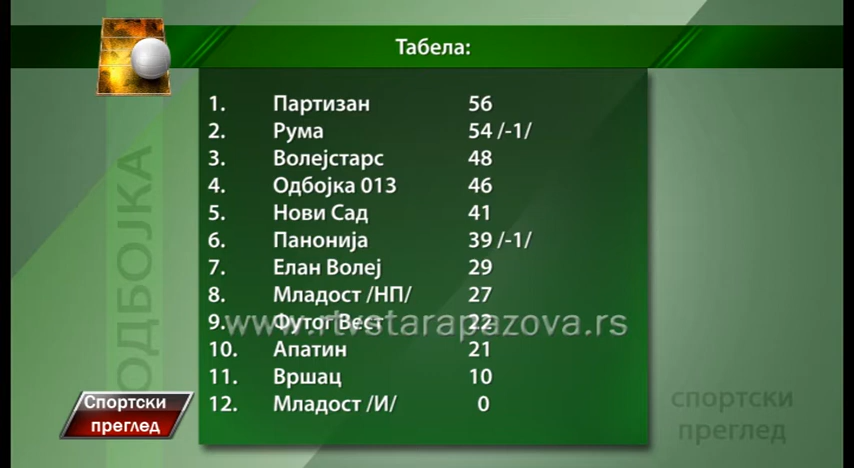 Табела:
1. Партизан 56
2. Рума 54 /-1/
3. Волејстарс 48
4. Одбојка 013 46
5. Нови Сад 41
6. Панонија 39 /-1/
7. Елан Волеј 29
8. Младост /НП/ 27
9. Футог Вест 22
www.rtvstarapazova.rs
10. Апатин 21
11. Вршац 10
12. Младост /И/ 0
ОДБОЈКА
Спортски
преглед
спортски
преглед